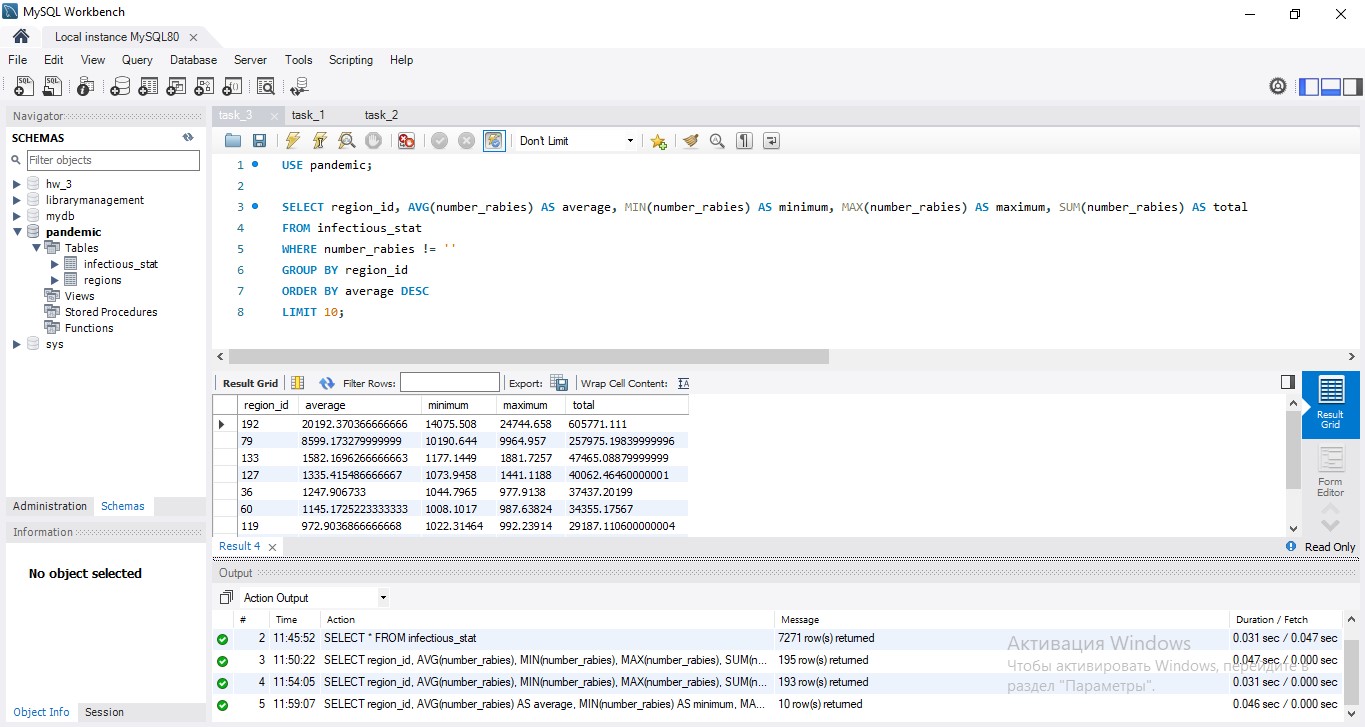 MySQL Workbench
Local instance MySQL80
File Edit View Query Database Server Tools Scripting Help
Navigator
SCHEMAS
Filter objects
hw_3
librarymanagement
mydb
pandemic
Tables
infectious_stat
regions
Views
Stored Procedures
Functions
sys
Administration Schemas
Information
No object selected
Object Info Session
task_3 task_1 task_2
Don't Limit
1 USE pandemic;
2
3 SELECT region_id, AVG(number_rabies) AS average, MIN(number_rabies) AS minimum, MAX(number_rabies) AS maximum, SUM(number_rabies) AS total
4 FROM infectious_stat
5 WHERE number_rabies != ''
6 GROUP BY region_id
7 ORDER BY average DESC
8 LIMIT 10;
Result Grid Filter Rows: Export: Wrap Cell Content:
region_id average minimum maximum total
192 20192.370366666666 14075.508 24744.658 605771.111
79 8599.173279999999 10190.644 9964.957 257975.19839999996
133 1582.1696266666663 1177.1449 1881.7257 47465.08879999999
127 1335.415486666667 1073.9458 1441.1188 40062.46460000001
36 1247.906733 1044.7965 977.9138 37437.20199
60 1145.1725223333333 1008.1017 987.63824 34355.17567
119 972.9036866666668 1022.31464 992.23914 29187.110600000004
Result Grid
Form Editor
Result 4
Read Only
Output
Action Output
# Time Action Message Duration / Fetch
2 11:45:52 SELECT * FROM infectious_stat 7271 row(s) returned 0.031 sec / 0.047 sec
3 11:50:22 SELECT region_id, AVG(number_rabies), MIN(number_rabies), MAX(number_rabies), SUM(n... 195 row(s) returned 0.047 sec / 0.000 sec
4 11:54:05 SELECT region_id, AVG(number_rabies), MIN(number_rabies), MAX(number_rabies), SUM(n... 193 row(s) returned 0.031 sec / 0.000 sec
5 11:59:07 SELECT region_id, AVG(number_rabies) AS average, MIN(number_rabies) AS minimum, MA... 10 row(s) returned 0.046 sec / 0.000 sec
Активация Windows
Чтобы активировать Windows, перейдите в
раздел "Параметры".